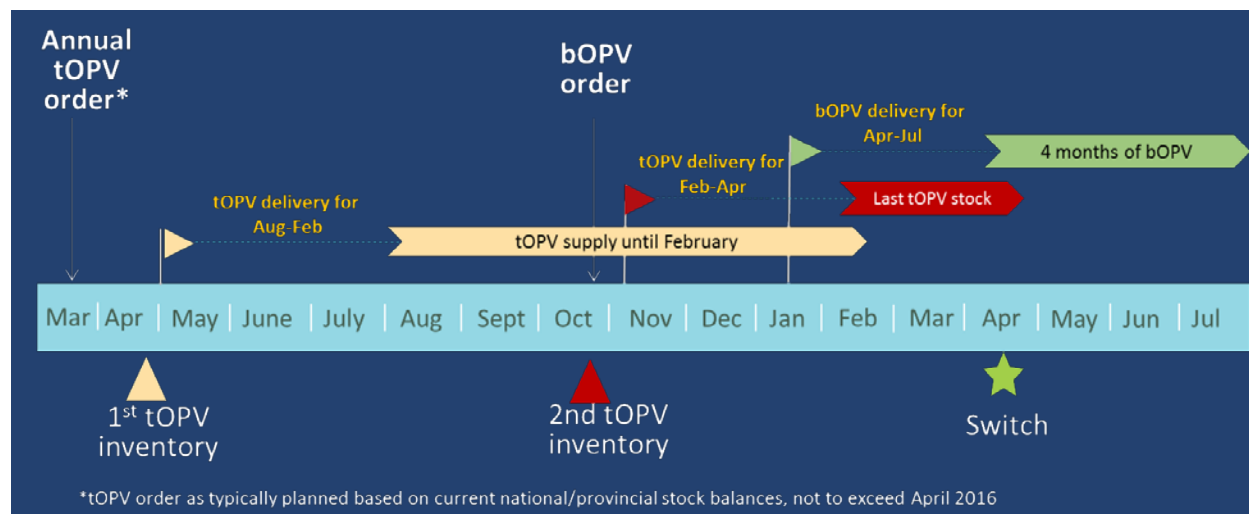 Annual
tOPV
order*
bOPV
order
bOPV delivery for
Apr-Jul
4 months of bOPV
tOPV delivery for
Feb-Apr
Last tOPV stock
tOPV delivery for
Aug-Feb
tOPV supply until February
Mar Apr May June July Aug Sept Oct Nov Dec Jan Feb Mar Apr May Jun Jul
1st tOPV
inventory
2nd tOPV
inventory
Switch
*tOPV order as typically planned based on current national/provincial stock balances, not to exceed April 2016